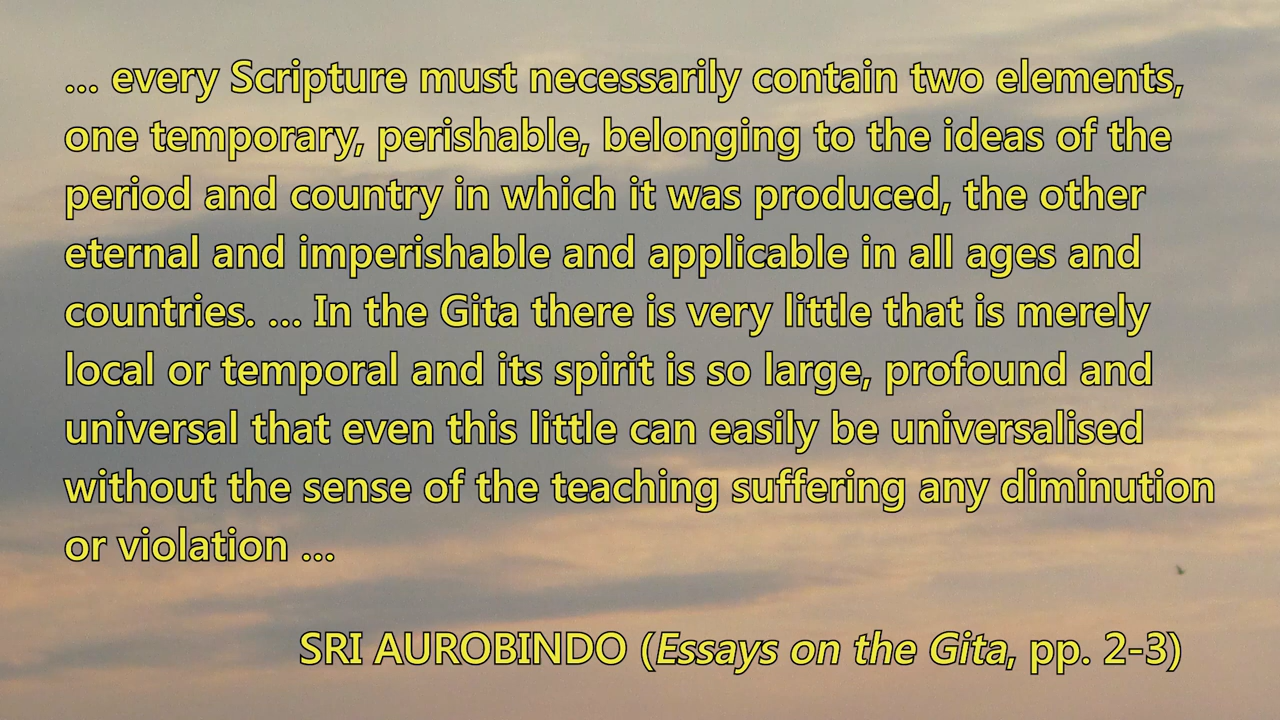 ... every Scripture must necessarily contain two elements,
one temporary, perishable, belonging to the ideas of the
period and country in which it was produced, the other
eternal and imperishable and applicable in all ages and
countries. ... In the Gita there is very little that is merely
local or temporal and its spirit is so large, profound and
universal that even this little can easily be universalised
without the sense of the teaching suffering any diminution
or violation ...
SRI AUROBINDO (Essays on the Gita, pp. 2-3)